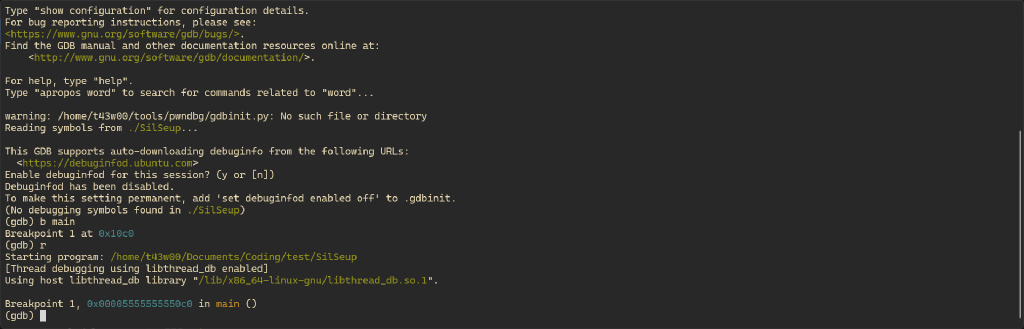 Type "show configuration" for configuration details.
For bug reporting instructions, please see:
<https://www.gnu.org/software/gdb/bugs/>.
Find the GDB manual and other documentation resources online at:
    <http://www.gnu.org/software/gdb/documentation/>.

For help, type "help".
Type "apropos word" to search for commands related to "word"...

warning: /home/t43w00/tools/pwndbg/gdbinit.py: No such file or directory
Reading symbols from ./SilSeup...

This GDB supports auto-downloading debuginfo from the following URLs:
  <https://debuginfod.ubuntu.com>
Enable debuginfod for this session? (y or [n])
Debuginfod has been disabled.
To make this setting permanent, add 'set debuginfod enabled off' to .gdbinit.
(No debugging symbols found in ./SilSeup)
(gdb) b main
Breakpoint 1 at 0x10c0
(gdb) r
Starting program: /home/t43w00/Documents/Coding/test/SilSeup
[Thread debugging using libthread_db enabled]
Using host libthread_db library "/lib/x86_64-linux-gnu/libthread_db.so.1".

Breakpoint 1, 0x00005555555550c0 in main ()
(gdb)